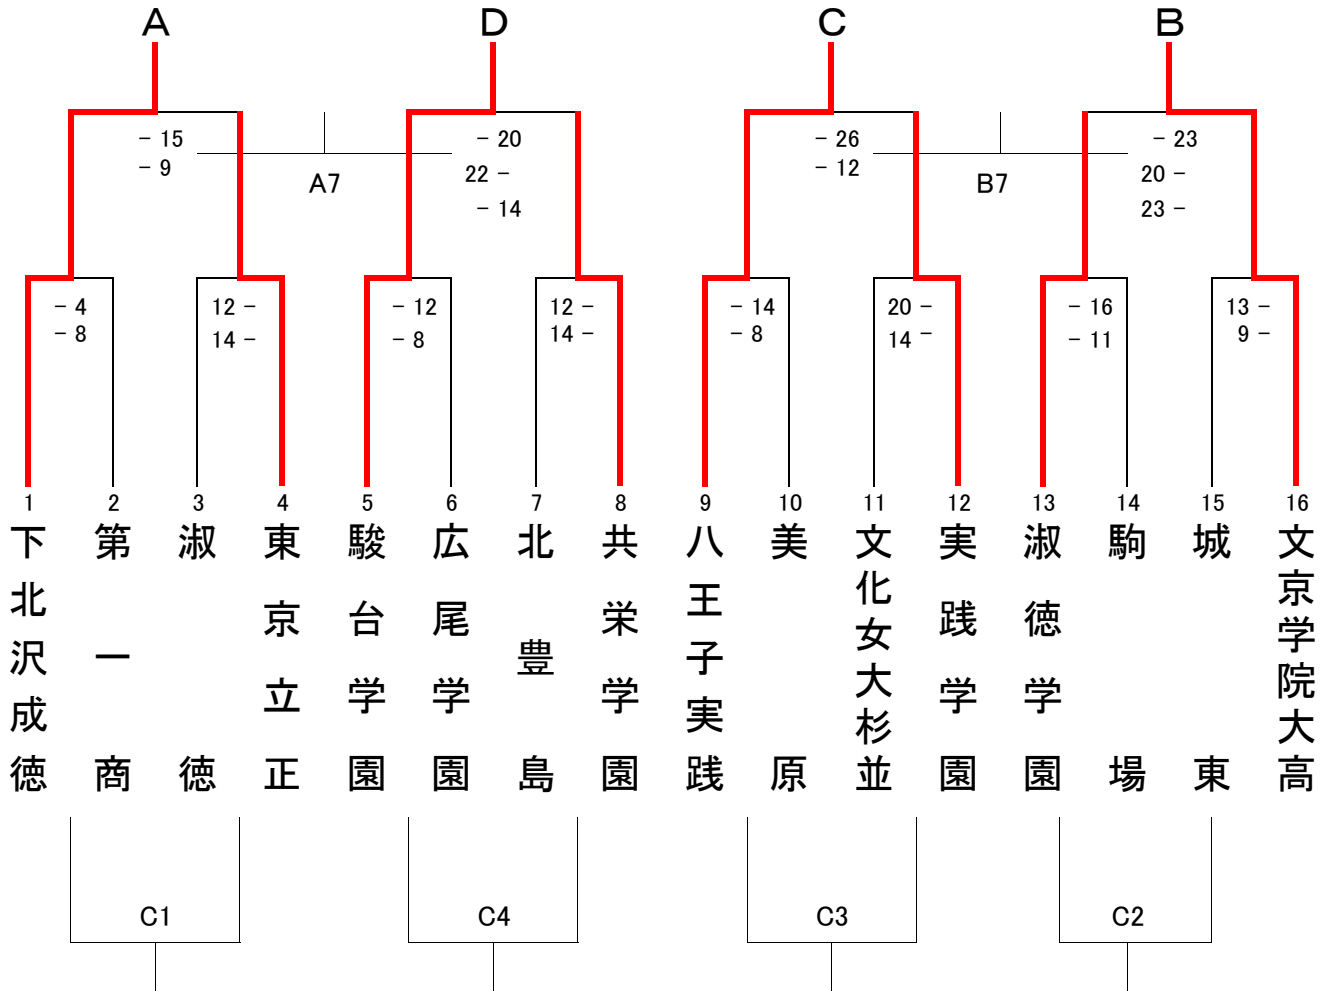 A D C B
－15 －20 －26 －23
－9 22－ －12 20－
A7 B7
－14 23－
－4 12－ －12 12－ －14 20－ －16 13－
－8 14－ －8 14－ －8 14－ －11 9－
1 2 3 4 5 6 7 8 9 10 11 12 13 14 15 16
下北沢成徳
第一商
淑徳
東京立正
駿台学園
広尾学園
北豊島
共栄学園
八王子実践
美原
文化女大杉並
実践学園
淑徳学園
駒場
城東
文京学院大高
C1 C4 C3 C2